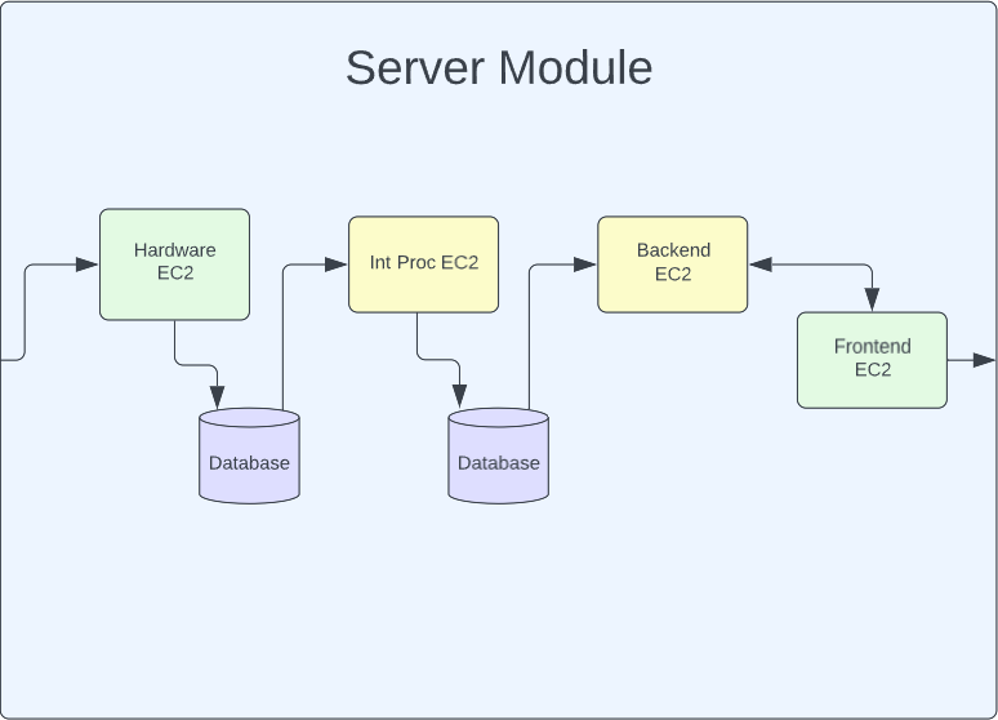 Server Module
Hardware
EC2
Int Proc EC2
Backend
EC2
Frontend
EC2
Database
Database